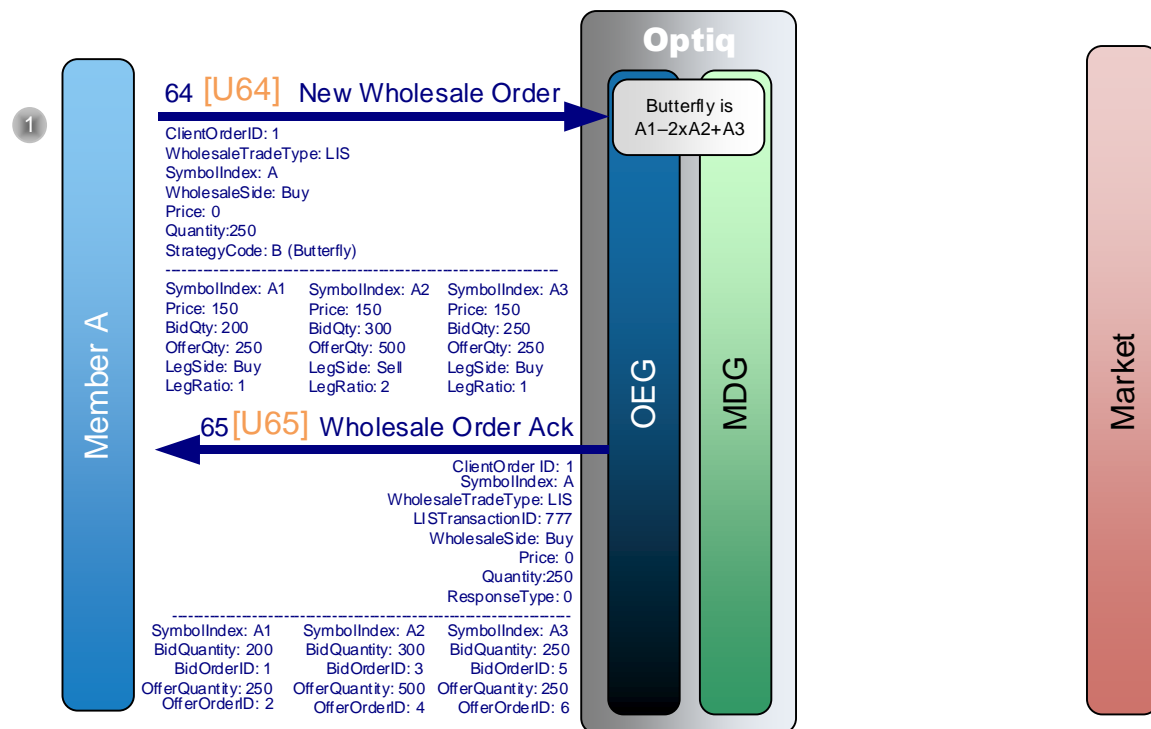 Optiq
64 [U64] New Wholesale Order
Butterfly is
A1–2xA2+A3
1
ClientOrderID: 1
WholesaleTradeType: LIS
SymbolIndex: A
WholesaleSide: Buy
Price: 0
Quantity:250
StrategyCode: B (Butterfly)
--------------------------------------------------------------
SymbolIndex: A1 SymbolIndex: A2 SymbolIndex: A3
Price: 150 Price: 150 Price: 150
BidQty: 200 BidQty: 300 BidQty: 250
OfferQty: 250 OfferQty: 500 OfferQty: 250
LegSide: Buy LegSide: Sell LegSide: Buy
LegRatio: 1 LegRatio: 2 LegRatio: 1
Member A
OEG
MDG
Market
65 [U65] Wholesale Order Ack
ClientOrder ID: 1
SymbolIndex: A
WholesaleTradeType: LIS
LISTransactionID: 777
WholesaleSide: Buy
Price: 0
Quantity:250
ResponseType: 0
--------------------------------------------------------------
SymbolIndex: A1 SymbolIndex: A2 SymbolIndex: A3
BidQuantity: 200 BidQuantity: 300 BidQuantity: 250
BidOrderID: 1 BidOrderID: 3 BidOrderID: 5
OfferQuantity: 250 OfferQuantity: 500 OfferQuantity: 250
OfferOrderID: 2 OfferOrderID: 4 OfferOrderID: 6